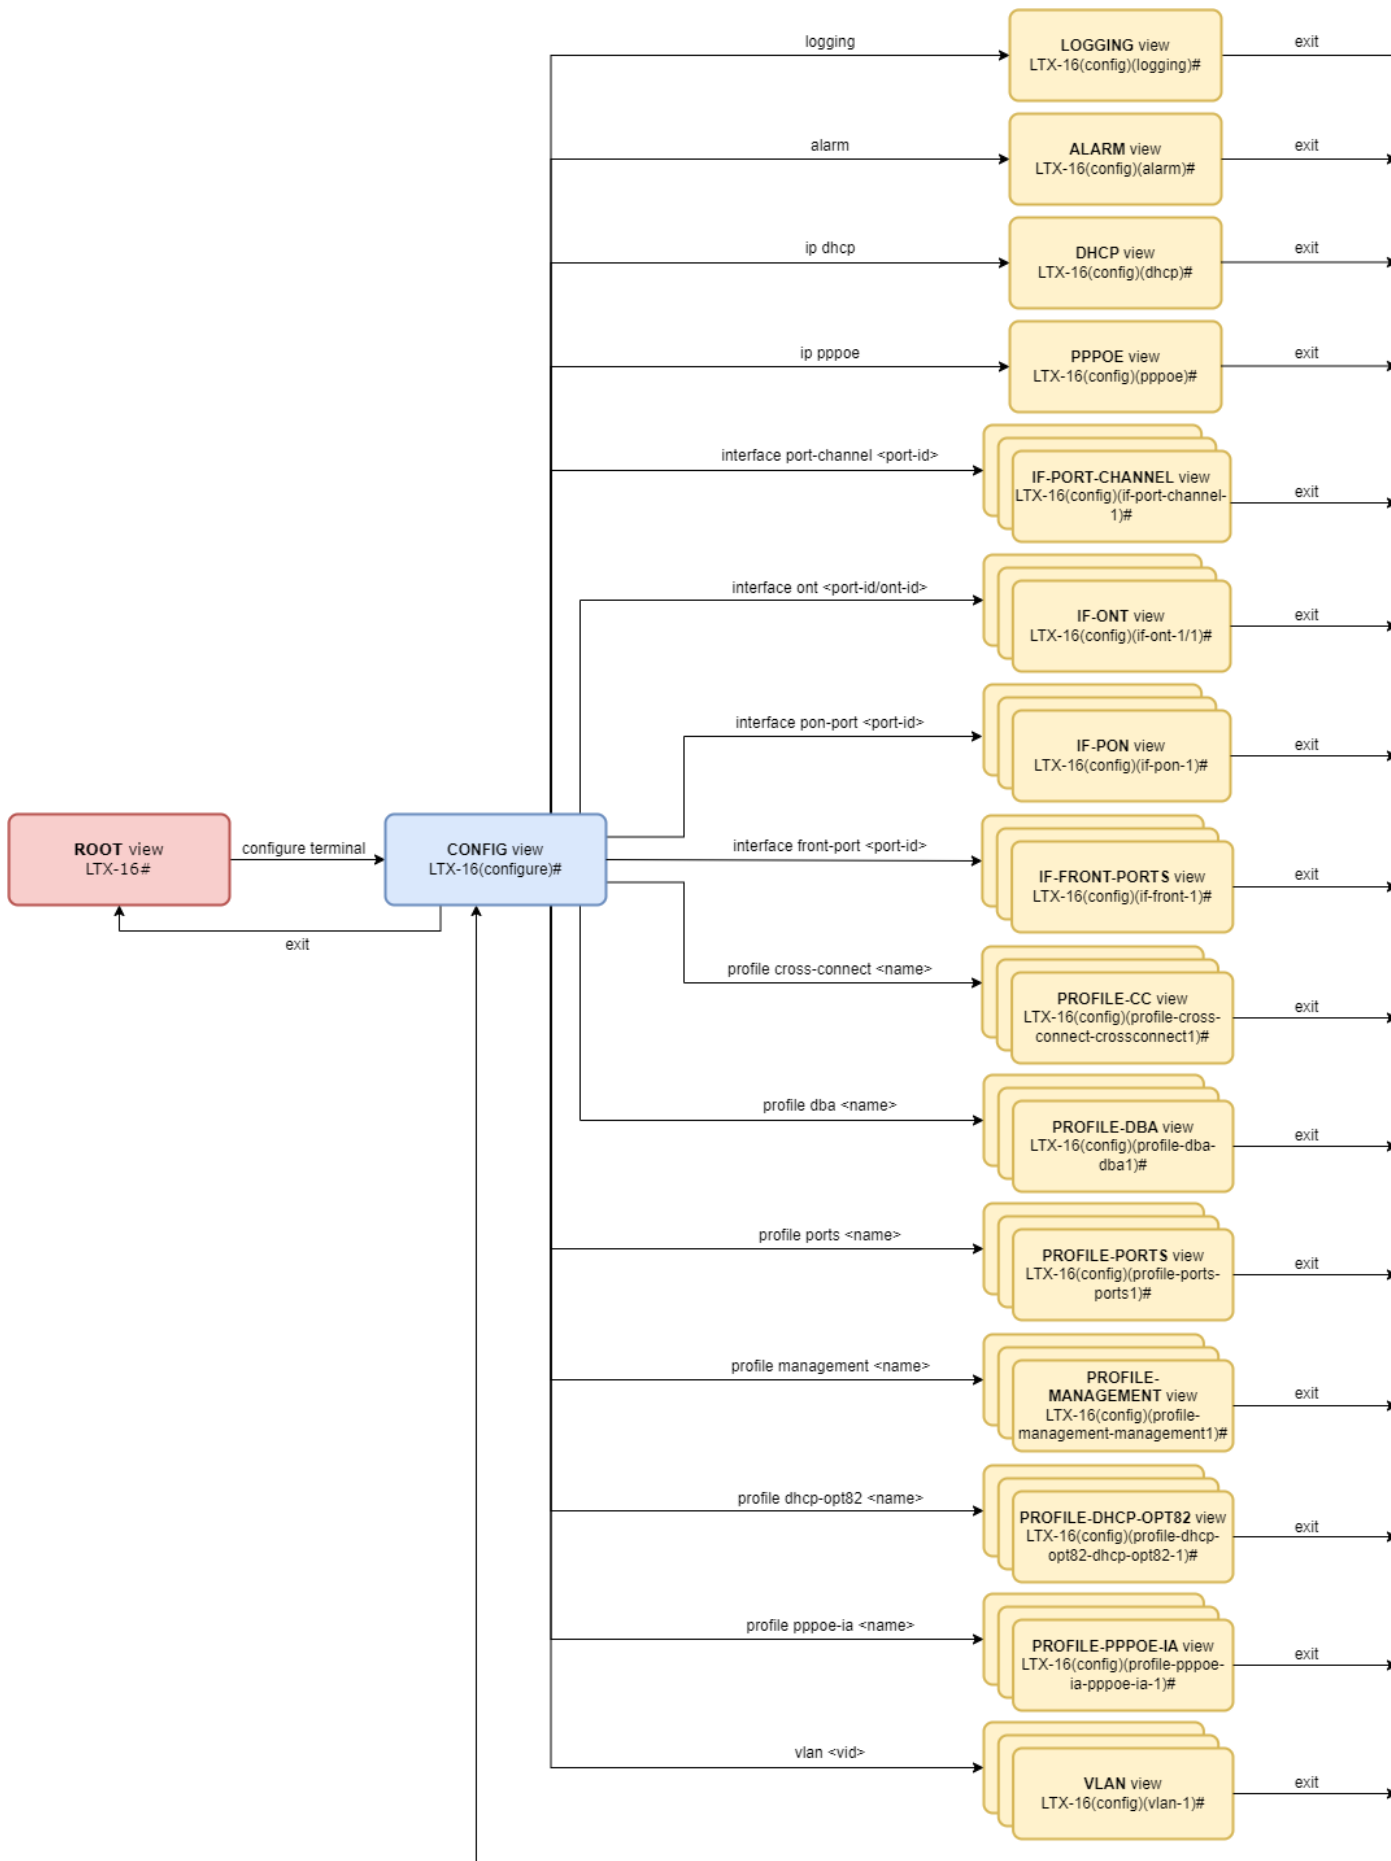 logging
LOGGING view
LTX-16(config)(logging)#
exit
alarm
ALARM view
LTX-16(config)(alarm)#
exit
ip dhcp
DHCP view
LTX-16(config)(dhcp)#
exit
ip pppoe
PPPOE view
LTX-16(config)(pppoe)#
exit
interface port-channel <port-id>
IF-PORT-CHANNEL view
LTX-16(config)(if-port-channel-
1)#
exit
interface ont <port-id/ont-id>
IF-ONT view
LTX-16(config)(if-ont-1/1)#
exit
interface pon-port <port-id>
IF-PON view
LTX-16(config)(if-pon-1)#
exit
ROOT view
LTX-16#
configure terminal
CONFIG view
LTX-16(configure)#
exit
interface front-port <port-id>
IF-FRONT-PORTS view
LTX-16(config)(if-front-1)#
exit
profile cross-connect <name>
PROFILE-CC view
LTX-16(config)(profile-cross-
connect-crossconnect1)#
exit
profile dba <name>
PROFILE-DBA view
LTX-16(config)(profile-dba-
dba1)#
exit
profile ports <name>
PROFILE-PORTS view
LTX-16(config)(profile-ports-
ports1)#
exit
profile management <name>
PROFILE-
MANAGEMENT view
LTX-16(config)(profile-
management-management1)#
exit
profile dhcp-opt82 <name>
PROFILE-DHCP-OPT82 view
LTX-16(config)(profile-dhcp-
opt82-dhcp-opt82-1)#
exit
profile pppoe-ia <name>
PROFILE-PPPOE-IA view
LTX-16(config)(profile-pppoe-
ia-pppoe-ia-1)#
exit
vlan <vid>
VLAN view
LTX-16(config)(vlan-1)#
exit